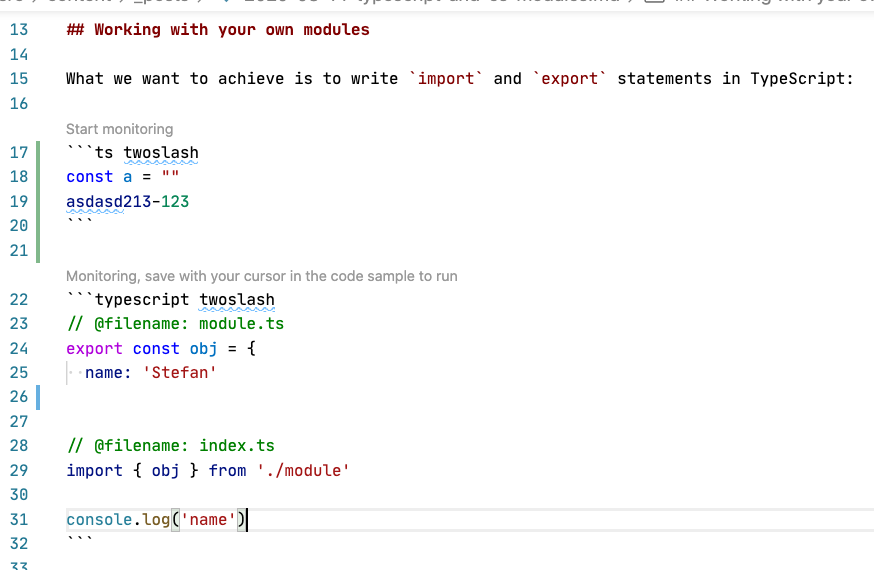 13 ## Working with your own modules
14
15 What we want to achieve is to write `import` and `export` statements in TypeScript:
16
Start monitoring
17 ```ts twoslash
18 const a = ""
19 asdasd213-123
20 ```
21
Monitoring, save with your cursor in the code sample to run
22 ```typescript twoslash
23 // @filename: module.ts
24 export const obj = {
25 ··name: 'Stefan'
26
27
28 // @filename: index.ts
29 import { obj } from './module'
30
31 console.log('name')
32 ```
33